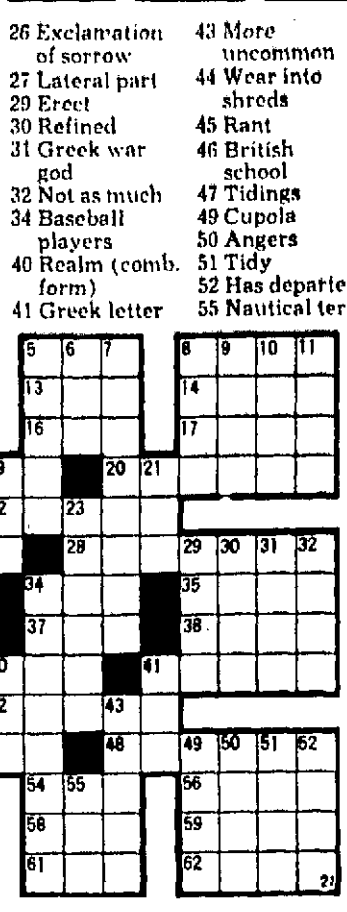 26 Exclamation
of sorrow
27 Lateral part
29 Erect
30 Refined
31 Greek war
god
32 Not as much
34 Baseball
players
40 Realm (comb.
form)
41 Greek letter
43 More
uncommon
44 Wear into
shreds
45 Rant
46 British
school
47 Tidings
49 Cupola
50 Angers
51 Tidy
52 Has departe
55 Nautical ter
5 6 7 8 9 10 11
13 14
16 17
9 20 21
2 23
28 29 30 31 32
34 35
37 38
0 41
2 43
48 49 50 51 52
54 55 56
58 59
61 62